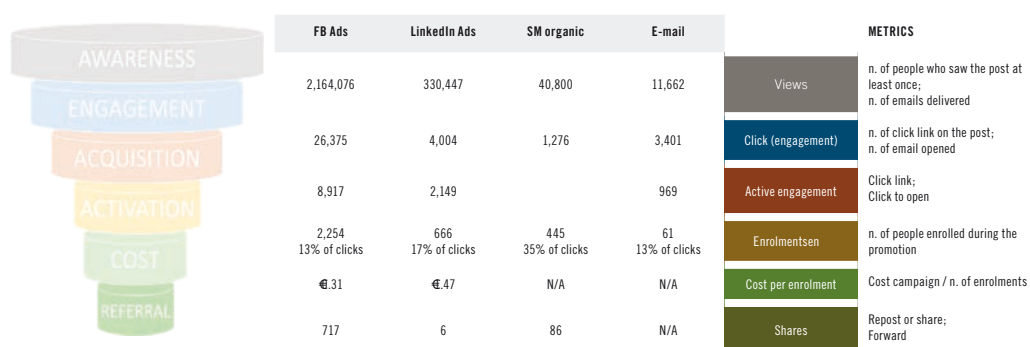 FB Ads LinkedIn Ads SM organic E-mail METRICS
AWARENESS
2,164,076 330,447 40,800 11,662 Views
n. of people who saw the post at
least once;
n. of emails delivered
ENGAGEMENT
26,375 4,004 1,276 3,401 Click (engagement)
n. of click link on the post;
n. of email opened
ACQUISITION
8,917 2,149 969 Active engagement
Click link;
Click to open
ACTIVATION
2,254 666 445 61 Enrolmentsen
13% of clicks 17% of clicks 35% of clicks 13% of clicks
n. of people enrolled during the
promotion
COST
N/A N/A Cost per enrolment Cost campaign / n. of enrolments
REFERRAL
717 6 86 N/A Shares
Repost or share;
Forward